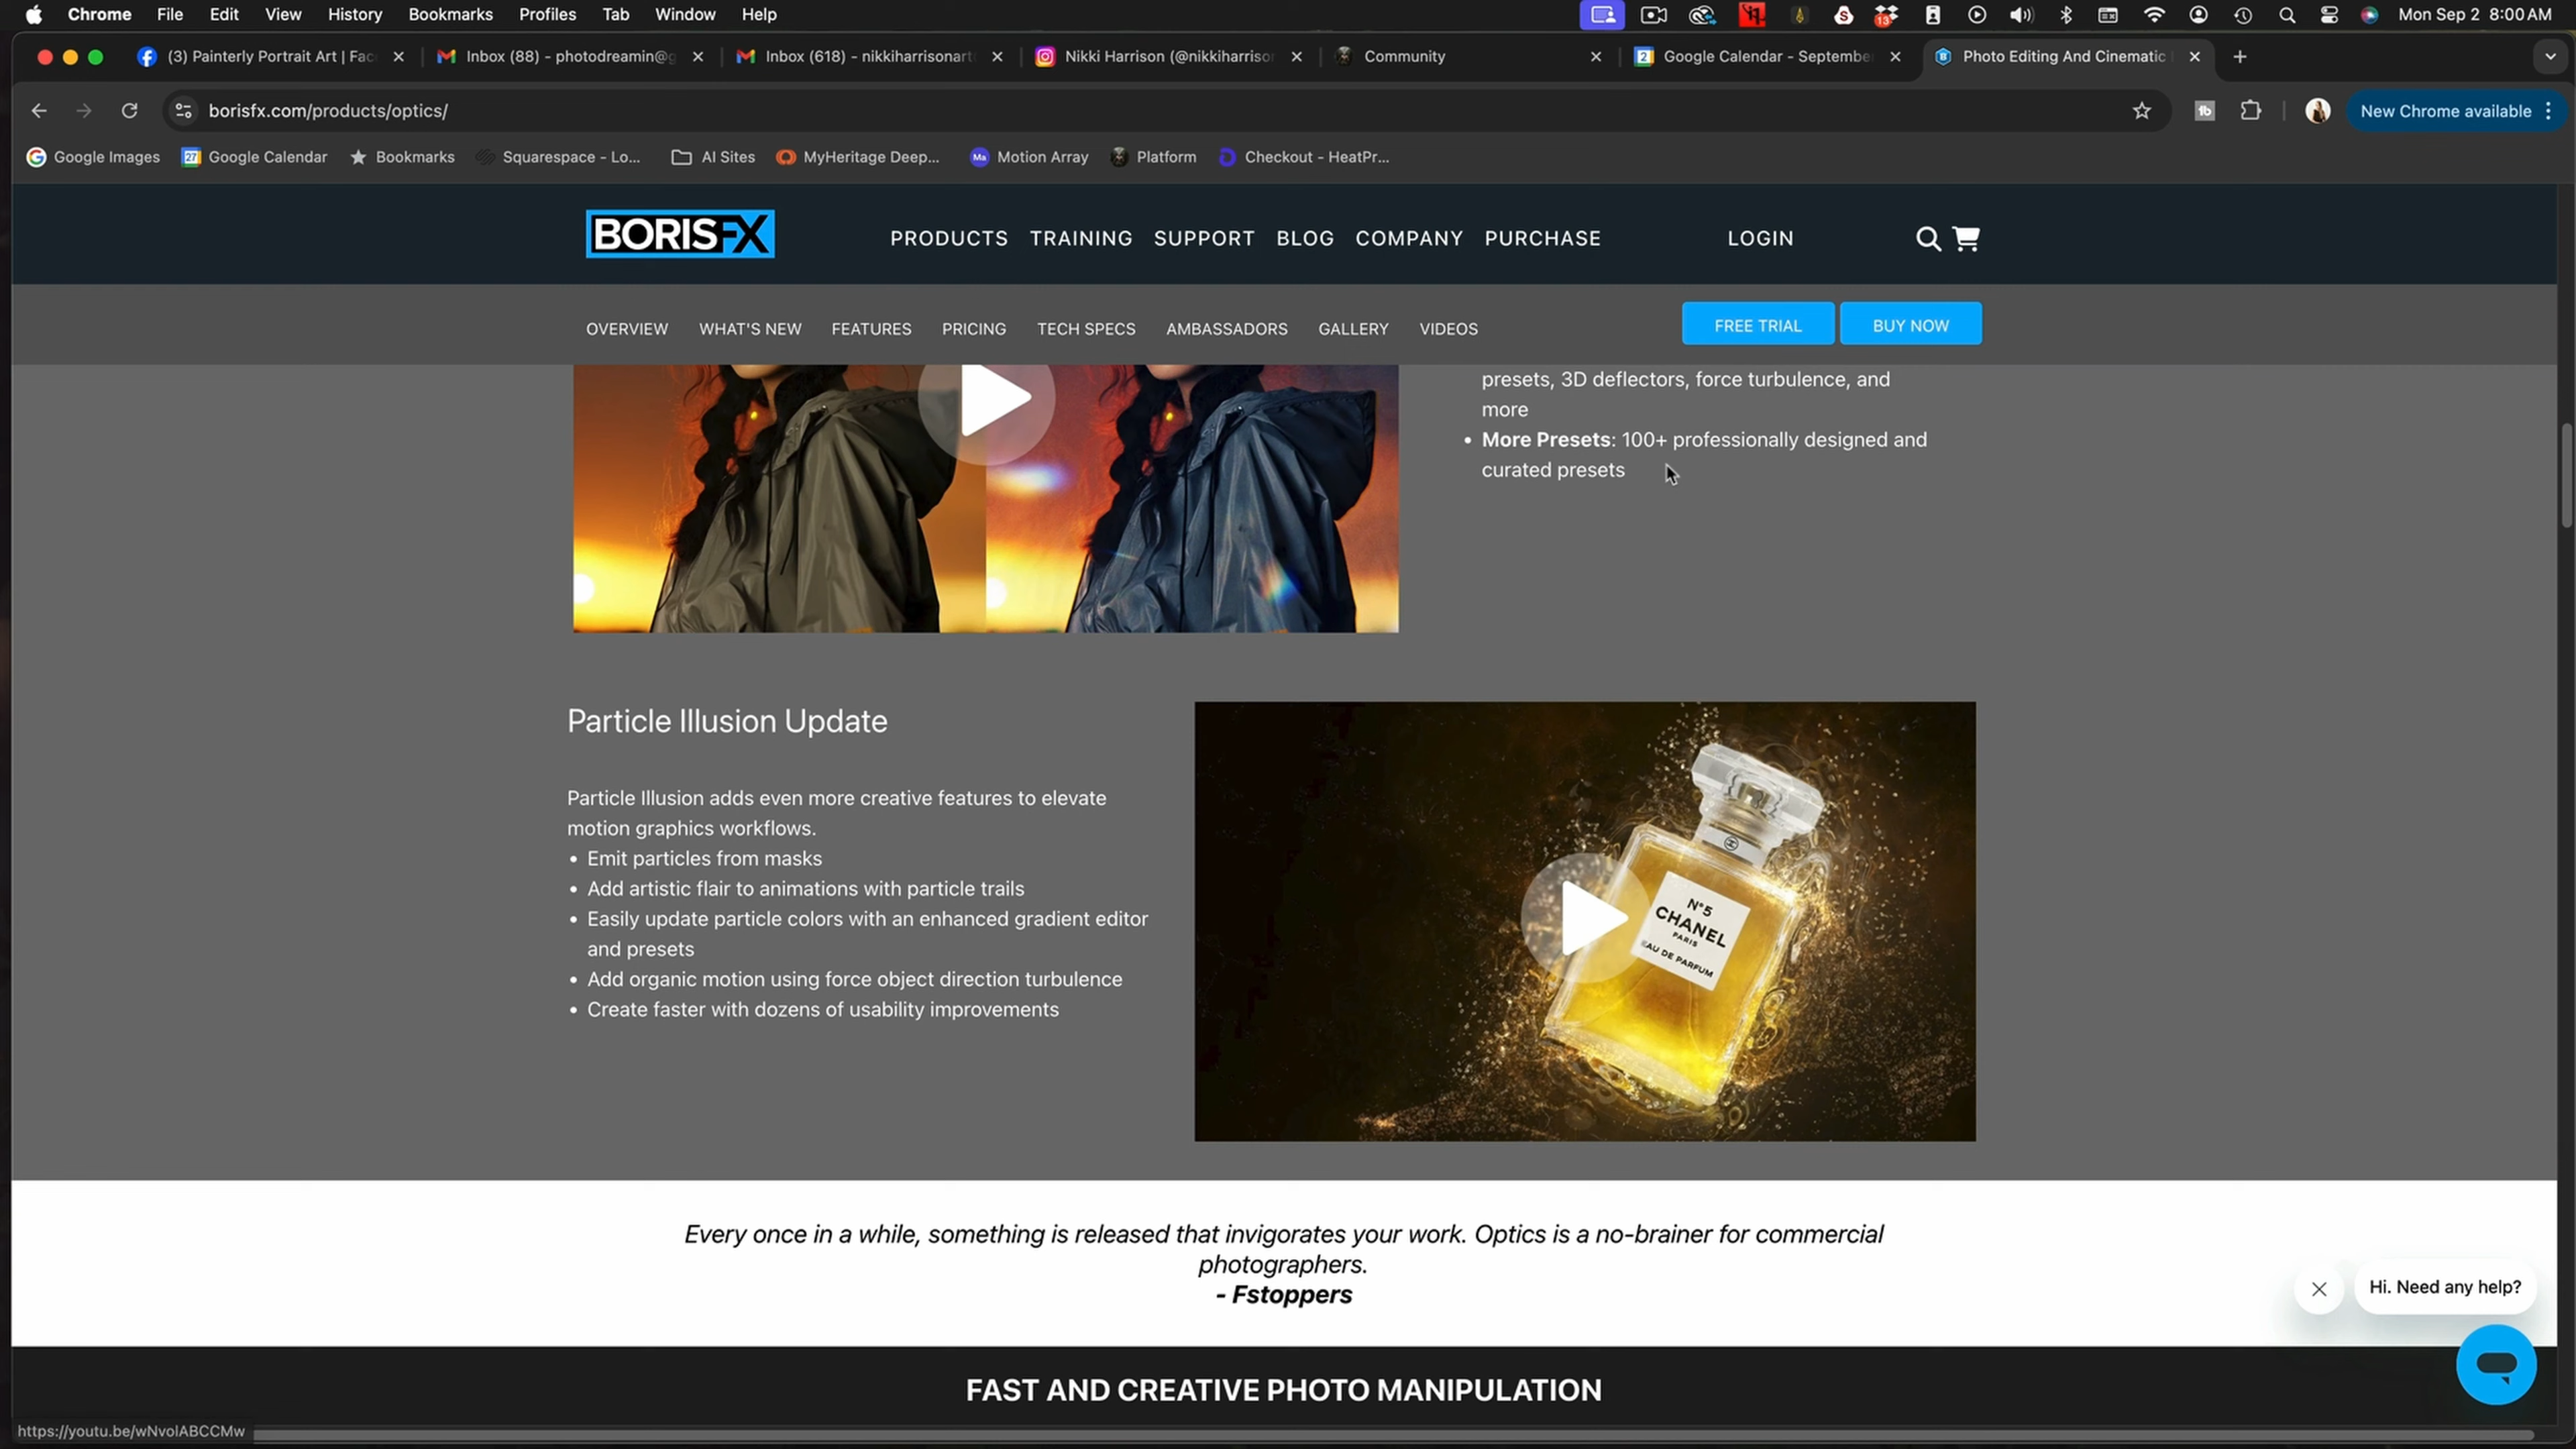 Chrome File Edit View History Bookmarks Profiles Tab Window Help
13
Mon Sep 2 8:00 AM
(3) Painterly Portrait Art | Fac
Inbox (88) - photodreamin@g
Inbox (618) - nikkiharrisonart
Nikki Harrison (@nikkiharriso
Community
2
Google Calendar - Septembe
Photo Editing And Cinematic
borisfx.com/products/optics/
New Chrome available
Google Images
27
Google Calendar
Bookmarks
Squarespace - Lo...
AI Sites
MyHeritage Deep...
Ma
Motion Array
Platform
Checkout - HeatPr...
BORISFX
PRODUCTS TRAINING SUPPORT BLOG COMPANY PURCHASE LOGIN
OVERVIEW WHAT'S NEW FEATURES PRICING TECH SPECS AMBASSADORS GALLERY VIDEOS
FREE TRIAL
BUY NOW
presets, 3D deflectors, force turbulence, and
more
• More Presets: 100+ professionally designed and
curated presets
Particle Illusion Update
Particle Illusion adds even more creative features to elevate
motion graphics workflows.
• Emit particles from masks
• Add artistic flair to animations with particle trails
• Easily update particle colors with an enhanced gradient editor
and presets
• Add organic motion using force object direction turbulence
• Create faster with dozens of usability improvements
N°5
CHANEL
PARIS
EAU DE PARFUM
Every once in a while, something is released that invigorates your work. Optics is a no-brainer for commercial
photographers.
- Fstoppers
Hi. Need any help?
FAST AND CREATIVE PHOTO MANIPULATION
https://youtu.be/wNvolABCCMw